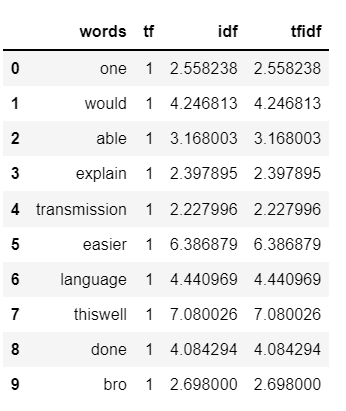 words tf idf tfidf
0 one 1 2.558238 2.558238
1 would 1 4.246813 4.246813
2 able 1 3.168003 3.168003
3 explain 1 2.397895 2.397895
4 transmission 1 2.227996 2.227996
5 easier 1 6.386879 6.386879
6 language 1 4.440969 4.440969
7 thiswell 1 7.080026 7.080026
8 done 1 4.084294 4.084294
9 bro 1 2.698000 2.698000